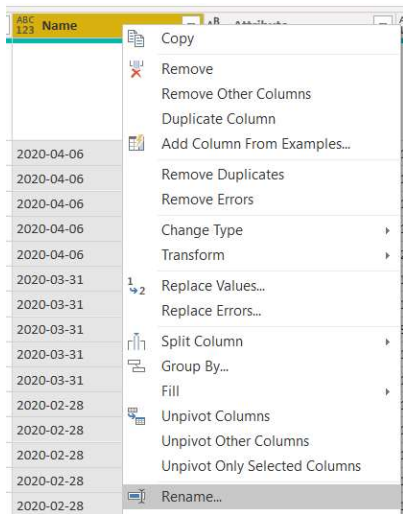 ABC
123 Name
AB Attribute
Copy
Remove
Remove Other Columns
Duplicate Column
Add Column From Examples...
Remove Duplicates
Remove Errors
Change Type
Transform
1
2
Replace Values...
Replace Errors...
Split Column
Group By...
Fill
Unpivot Columns
Unpivot Other Columns
Unpivot Only Selected Columns
Rename...
2020-04-06
2020-04-06
2020-04-06
2020-04-06
2020-04-06
2020-03-31
2020-03-31
2020-03-31
2020-03-31
2020-03-31
2020-02-28
2020-02-28
2020-02-28
2020-02-28
2020-02-28